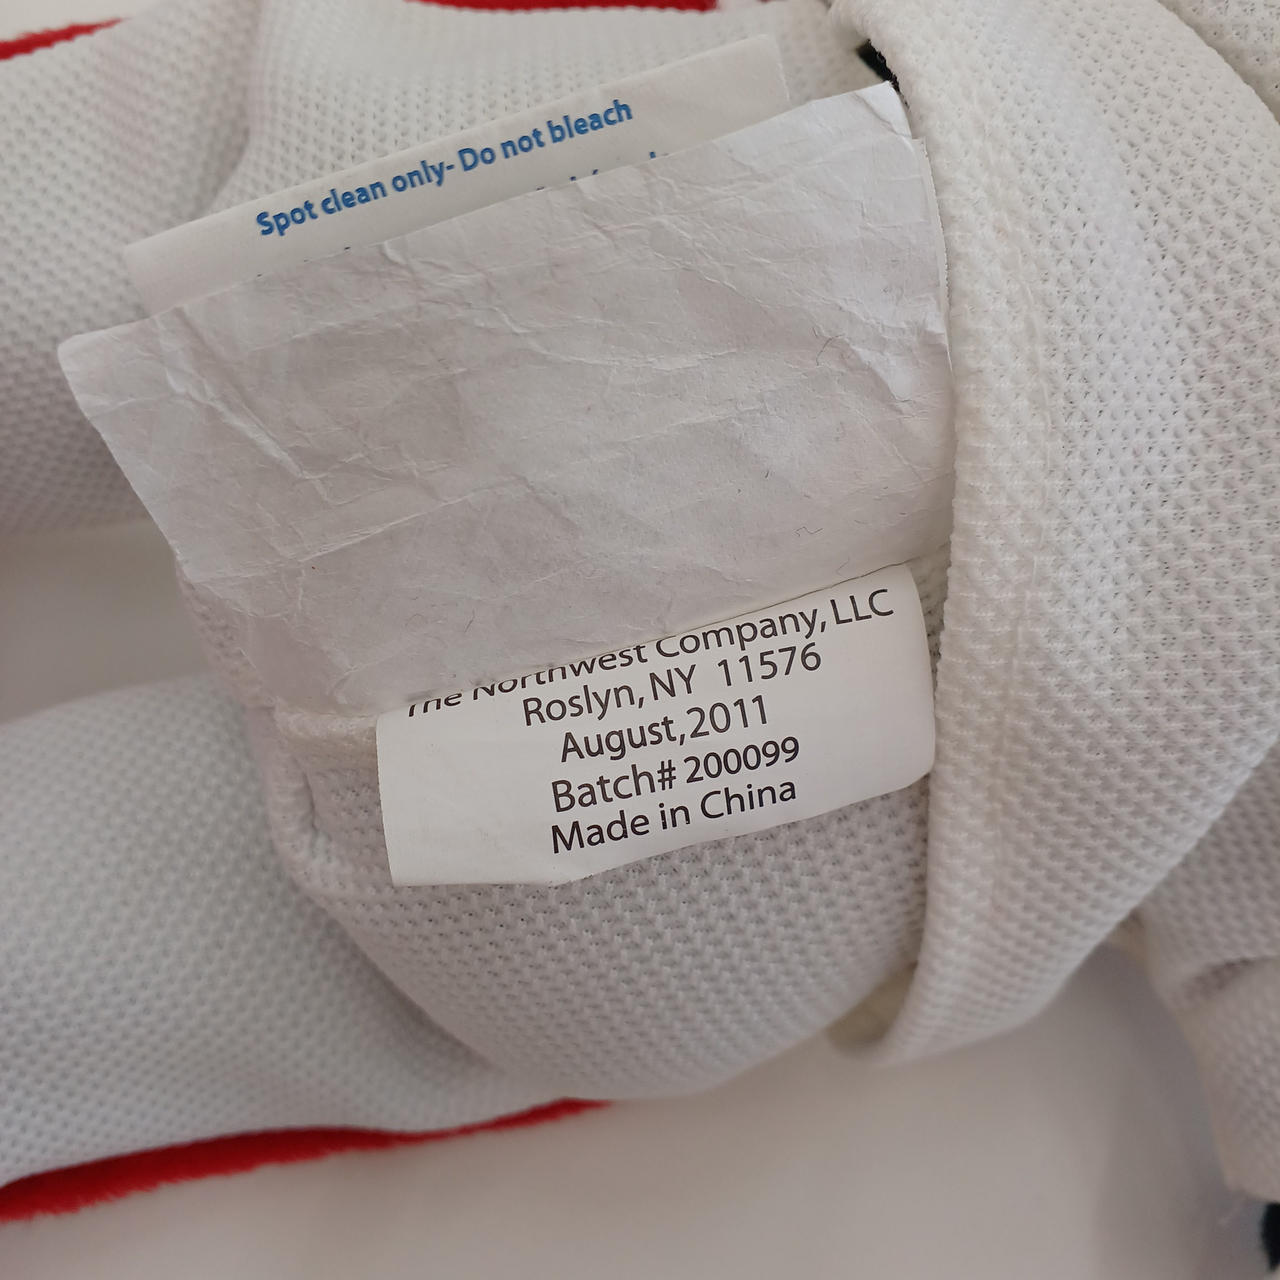 Spot clean only- Do not bleach
The Northwest Company, LLC
Roslyn, NY 11576
August,2011
Batch# 200099
Made in China